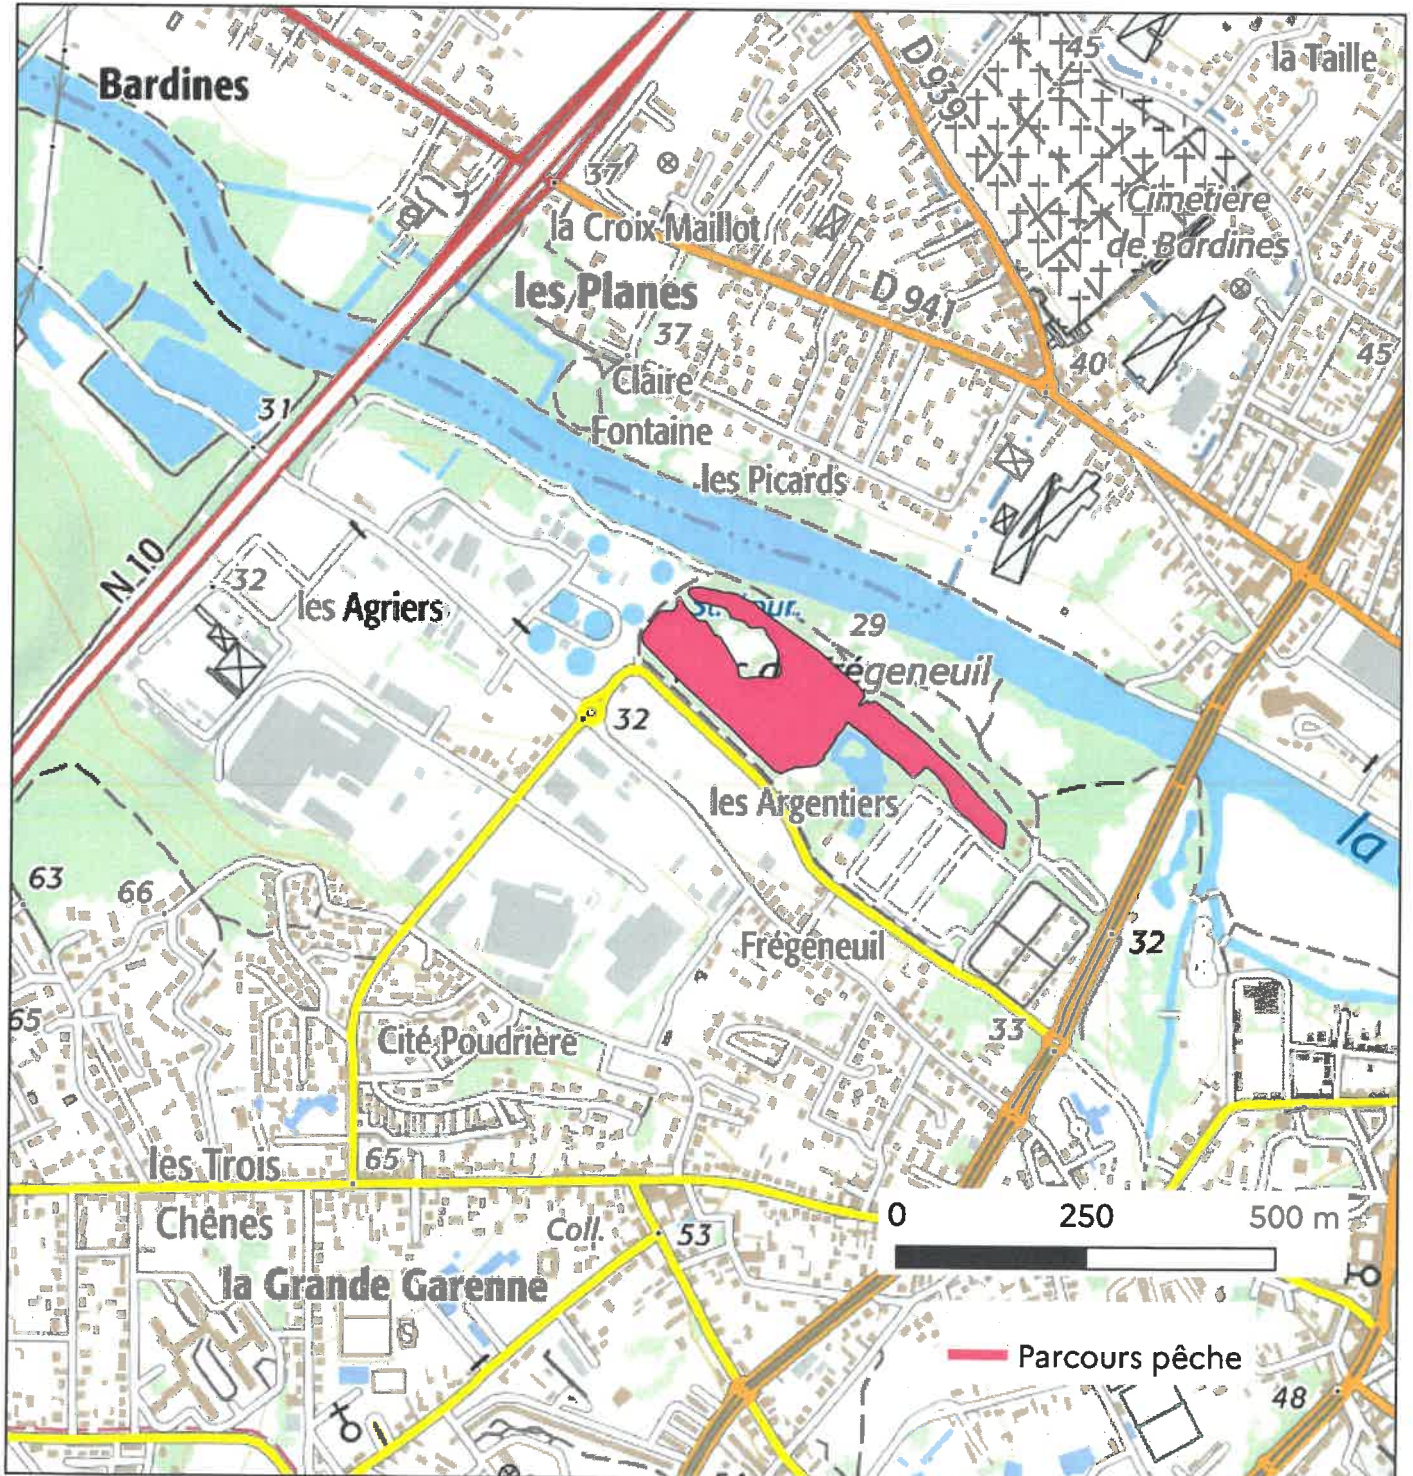 45
la Taille
Bardines
D 939
37
Cimetière
de Bardines
la Croix Maillot
les Planes
D 941
37
45
40
Claire
31
Fontaine
les Picards
N 10
32
les Agriers
29
égeneuil
32
les Argentiers
63
66
Frégeneuil
32
la
65
33
Cité Poudrière
les Trois
65
Chênes
Coll.
53
0 250 500 m
la Grande Garenne
Parcours pêche
48